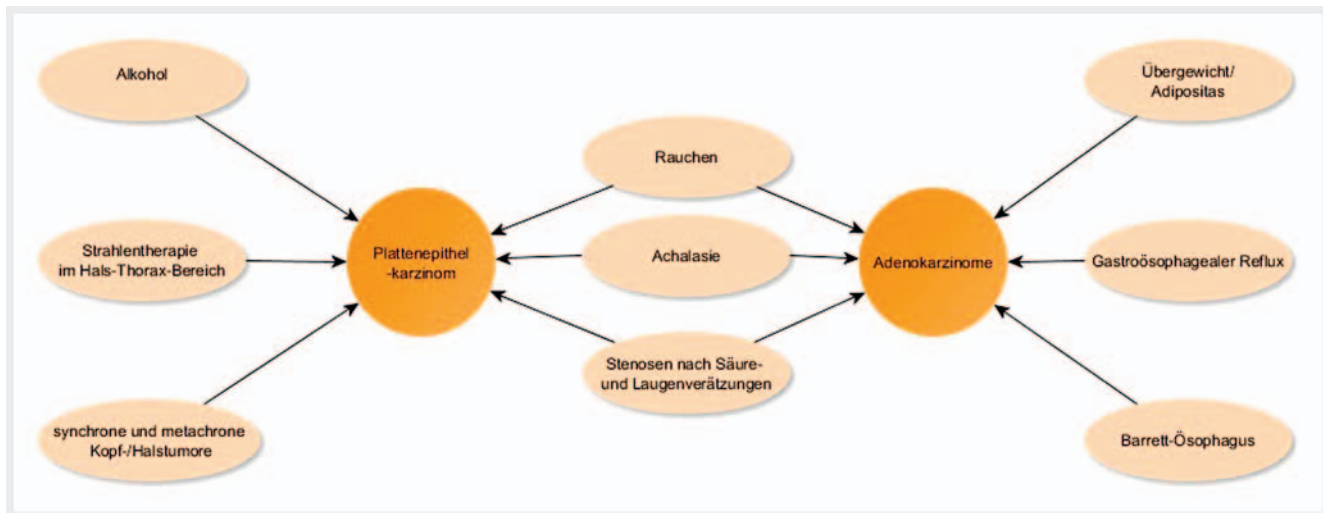 Alkohol
Übergewicht/
Adipositas
Rauchen
Strahlentherapie
im Hals-Thorax-Bereich
Plattenepithel
-karzinom
Achalasie
Adenokarzinome
Gastroösophagealer Reflux
Stenosen nach Säure-
und Laugenverätzungen
synchrone und metachrone
Kopf-/Halstumore
Barrett-Ösophagus